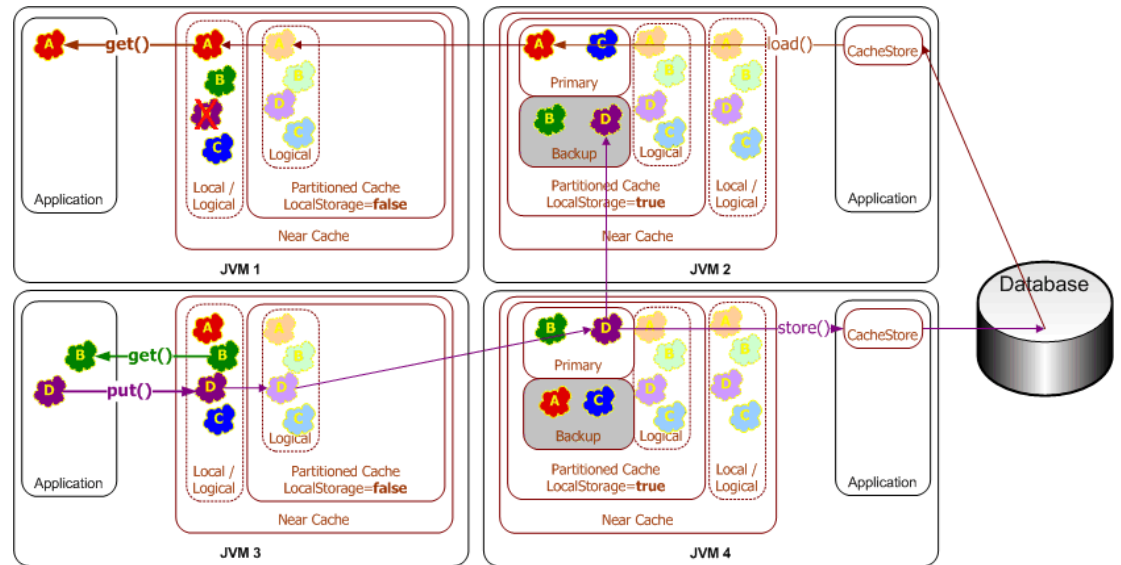 A
get()
A
A
B
D
C
C
Logical
Local /
Logical
Partitioned Cache
LocalStorage=false
Near Cache
Application
JVM 1
A
C
Primary
B
D
Backup
A
B
D
C
Logical
A
B
D
C
load()
CacheStore
Partitioned Cache
LocalStorage=true
Local /
Logical
Near Cache
Application
JVM 2
B
get()
D
put()
A
B
D
C
A
B
D
C
Logical
Local /
Logical
Partitioned Cache
LocalStorage=false
Near Cache
Application
JVM 3
B
D
Primary
A
C
Backup
A
B
D
C
Logical
A
B
D
C
store()
CacheStore
Partitioned Cache
LocalStorage=true
Local /
Logical
Near Cache
Application
JVM 4
Database